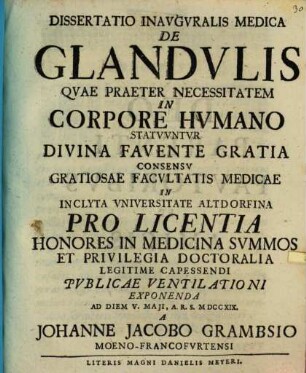 30
DISSERTATIO INAVGVRALIS MEDICA
DE
GLANDVLIS
QVAE PRAETER NECESSITATEM
IN
CORPORE HVMANO
STATVVNTVR
DIVINA FAVENTE GRATIA
CONSENSV
GRATIOSAE FACVLTATIS MEDICAE
IN
INCLYTA VNIVERSITATE ALTDORFINA
PRO LICENTIA
HONORES IN MEDICINA SVMMOS
ET PRIVILEGIA DOCTORALIA
LEGITIME CAPESSENDI
PVBLICAE VENTILATIONI
EXPONENDA
AD DIEM V. MAJI, A. R. S. MDCCXIX.
A
JOHANNE JACOBO GRAMBSIO
MOENO-FRANCOFVRTENSI
LITERIS MAGNI DANIELIS MEYERI.